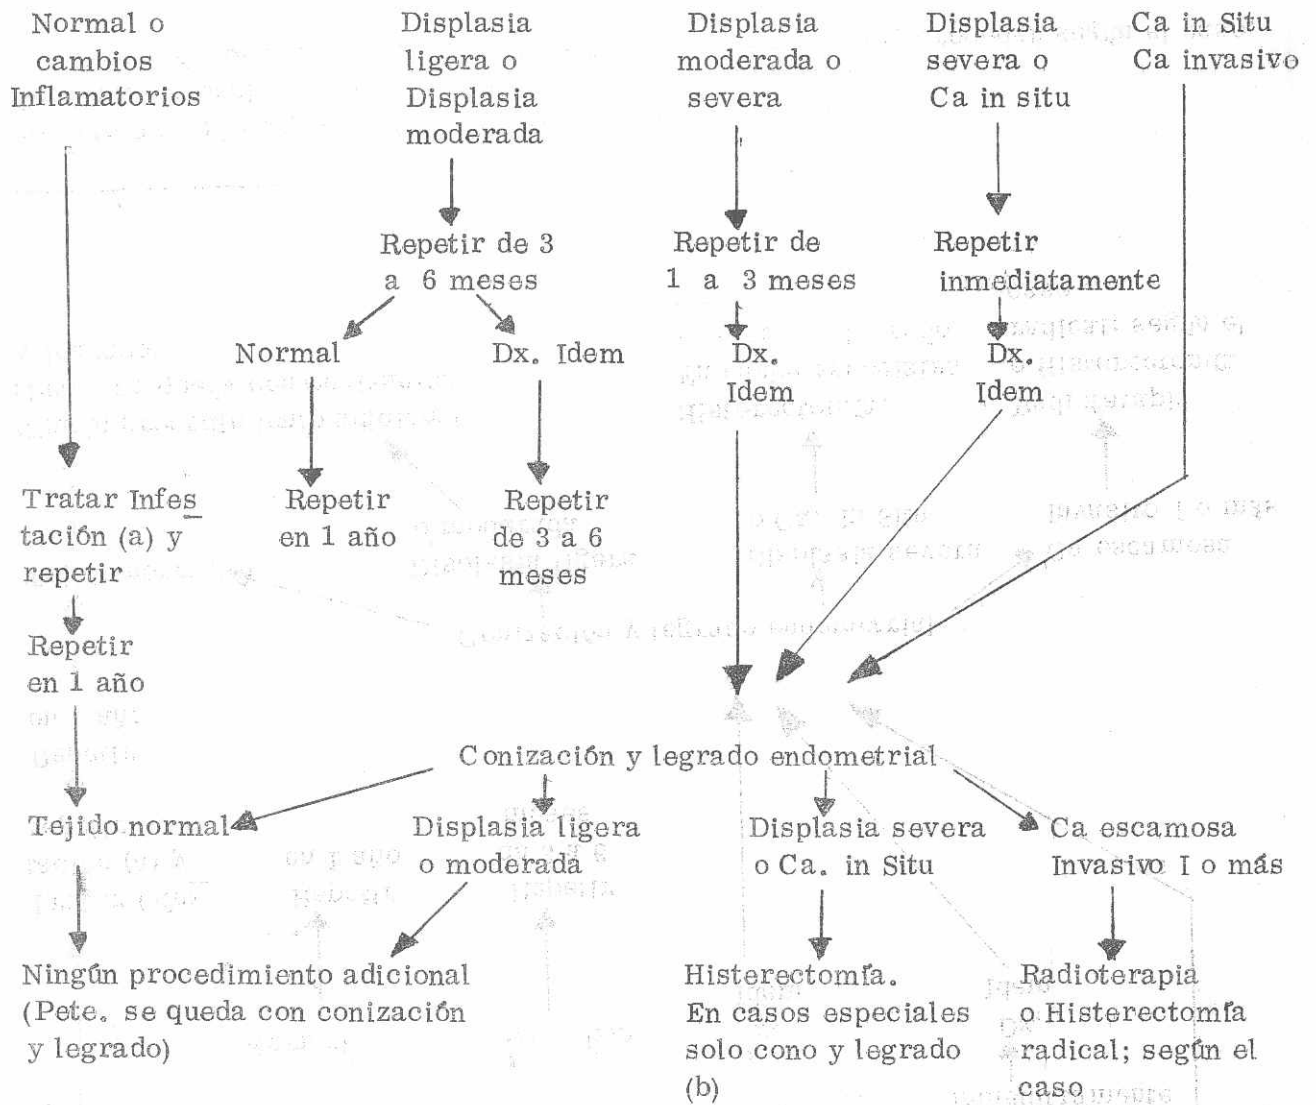 Normal o
cambios
Inflamatorios
Displasia
ligera o
Displasia
moderada
Displasia
moderada o
severa
Displasia
severa o
Ca in situ
Ca in Situ
Ca invasivo
Repetir de 3
a 6 meses
Repetir de
1 a 3 meses
Repetir
inmediatamente
Normal
Dx. Idem
Dx.
Idem
Dx.
Idem
Tratar Infes
tación (a) y
repetir
Repetir
en 1 año
Repetir
de 3 a 6
meses
Repetir
en 1 año
Conización y legrado endometrial
Tejido normal
Displasia ligera
o moderada
Displasia severa
o Ca. in Situ
Ca escamosa
Invasivo I o más
Ningún procedimiento adicional
(Pete. se queda con conización
y legrado)
Histerectomía.
En casos especiales
solo cono y legrado
(b)
Radioterapia
o Histerectomía
radical; según el
caso